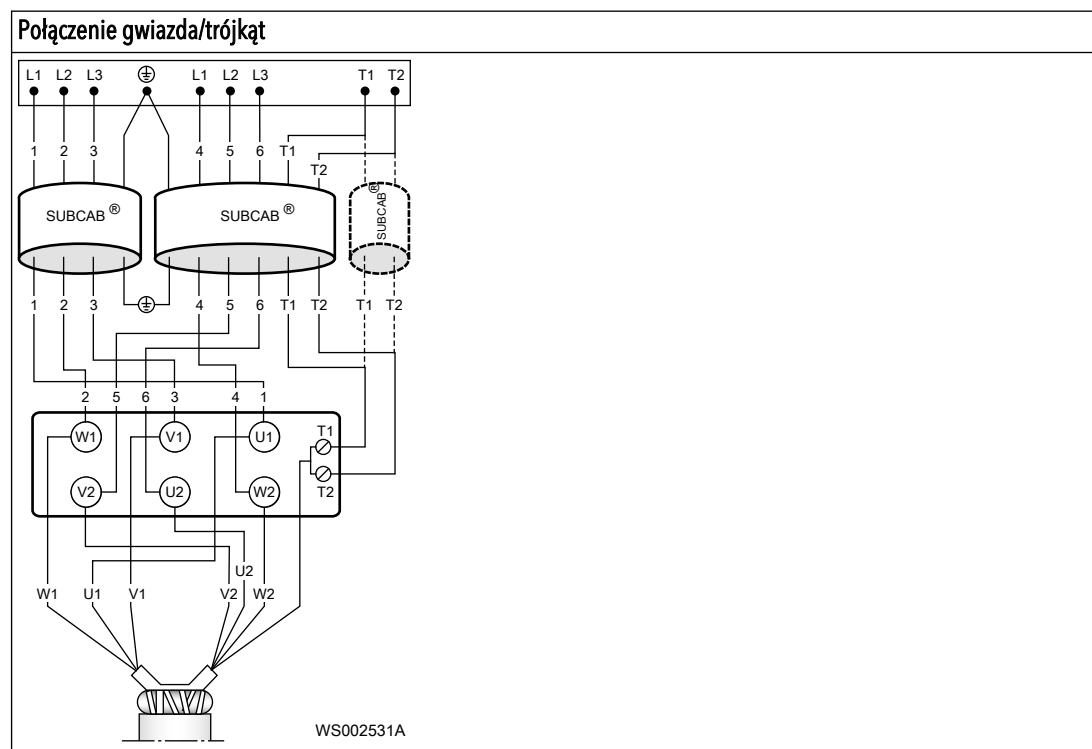 Połączenie gwiazda/trójkąt
L1 L2 L3 L1 L2 L3 T1 T2
1 2 3 4 5 6 T1
T2
SUBCAB® SUBCAB® SUBCAB®
1 2 3 4 5 6 T1 T2 T1 T2
2 5 6 3 4 1
W1 V1 U1 T1
V2 U2 W2 T2
U2
W1 U1 V1 V2 W2
WS002531A